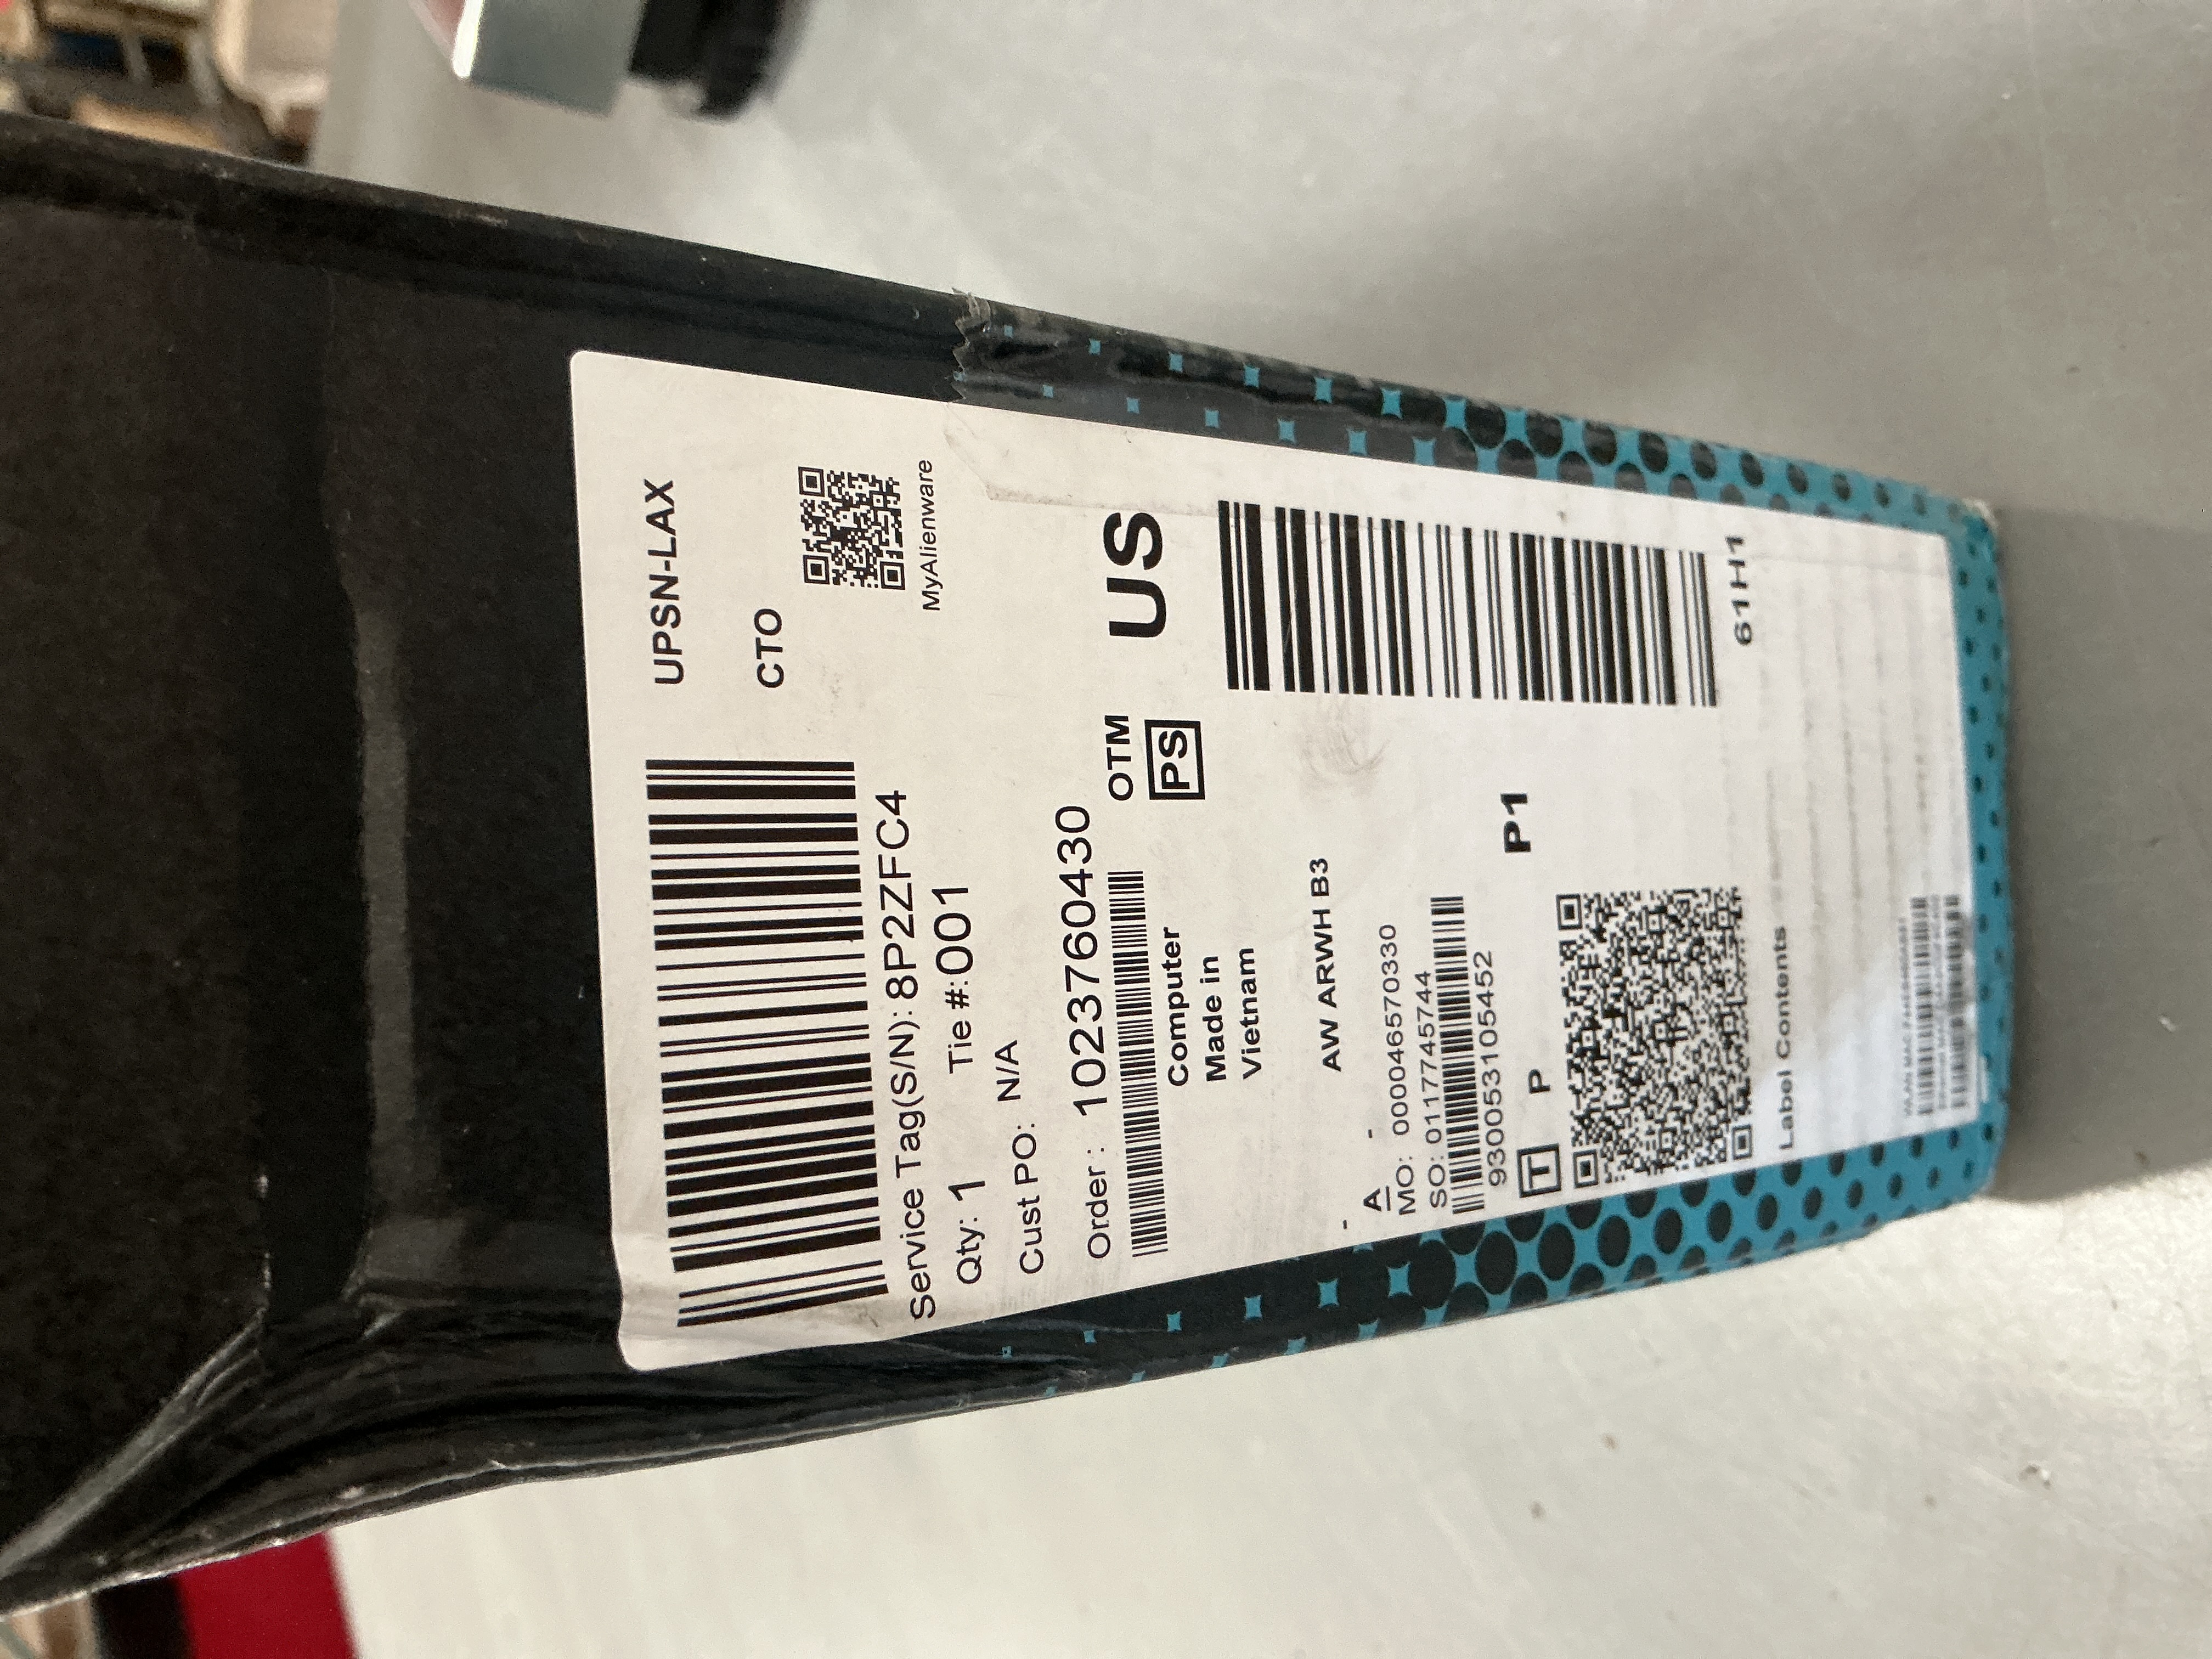 UPSN-LAX
CTO
Service Tag(S/N): 8P2ZFC4
MyAlienware
Qty: 1 Tie #:001
Cust PO: N/A
Order : 1023760430
OTM
US
PS
Computer
Made in
Vietnam
AW ARWH B3
- A -
MO: 000046570330
SO: 0117745744
930053105452
T P P1
61H1
Label Contents